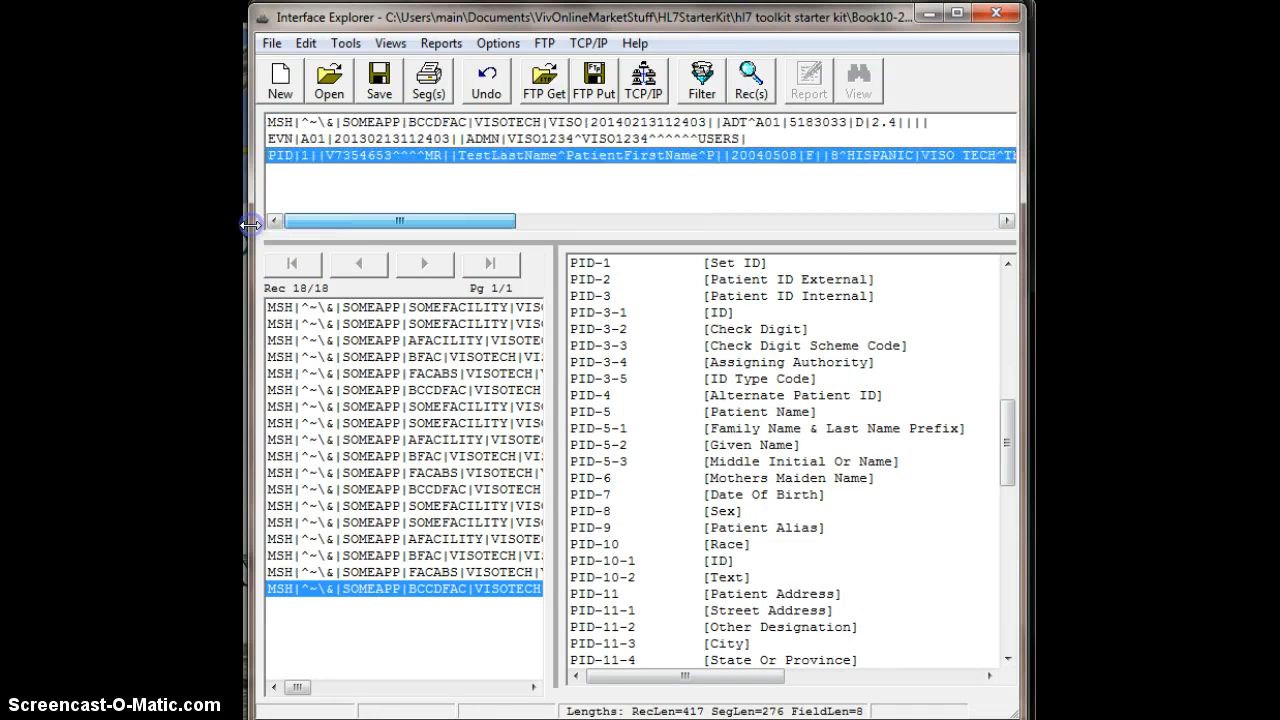 Interface Explorer - C:\Users\main\Documents\VivOnlineMarketStuff\HL7StarterKit\hl7 toolkit starter kit\Book10-2...
File Edit Tools Views Reports Options FTP TCP/IP Help
New Open Save Seg(s) Undo FTP Get FTP Put TCP/IP Filter Rec(s) Report View
MSH|^~\&|SOMEAPP|BCCDFAC|VISOTECH|VISO|20140213112403||ADT^A01|5183033|D|2.4||||
EVN|A01|20130213112403||ADMN|VISO1234^VISO1234^^^^^^USERS|
PID|1||V7354653^^^^MR||TestLastName^PatientFirstName^P||20040508|F||8^HISPANIC|VISO TECH^
Rec 18/18 Pg 1/1
MSH|^~\&|SOMEAPP|SOMEFACILITY|VISO
MSH|^~\&|SOMEAPP|SOMEFACILITY|VISO
MSH|^~\&|SOMEAPP|AFACILITY|VISOTE
MSH|^~\&|SOMEAPP|BFAC|VISOTECH|VI
MSH|^~\&|SOMEAPP|FACABS|VISOTECH|
MSH|^~\&|SOMEAPP|BCCDFAC|VISOTECH
MSH|^~\&|SOMEAPP|SOMEFACILITY|VIS
MSH|^~\&|SOMEAPP|SOMEFACILITY|VIS
MSH|^~\&|SOMEAPP|AFACILITY|VISOTE
MSH|^~\&|SOMEAPP|BFAC|VISOTECH|VI
MSH|^~\&|SOMEAPP|FACABS|VISOTECH|
MSH|^~\&|SOMEAPP|BCCDFAC|VISOTECH
MSH|^~\&|SOMEAPP|SOMEFACILITY|VIS
MSH|^~\&|SOMEAPP|SOMEFACILITY|VIS
MSH|^~\&|SOMEAPP|AFACILITY|VISOTE
MSH|^~\&|SOMEAPP|BFAC|VISOTECH|VI
MSH|^~\&|SOMEAPP|FACABS|VISOTECH|
MSH|^~\&|SOMEAPP|BCCDFAC|VISOTECH
PID-1 [Set ID]
PID-2 [Patient ID External]
PID-3 [Patient ID Internal]
PID-3-1 [ID]
PID-3-2 [Check Digit]
PID-3-3 [Check Digit Scheme Code]
PID-3-4 [Assigning Authority]
PID-3-5 [ID Type Code]
PID-4 [Alternate Patient ID]
PID-5 [Patient Name]
PID-5-1 [Family Name & Last Name Prefix]
PID-5-2 [Given Name]
PID-5-3 [Middle Initial Or Name]
PID-6 [Mothers Maiden Name]
PID-7 [Date Of Birth]
PID-8 [Sex]
PID-9 [Patient Alias]
PID-10 [Race]
PID-10-1 [ID]
PID-10-2 [Text]
PID-11 [Patient Address]
PID-11-1 [Street Address]
PID-11-2 [Other Designation]
PID-11-3 [City]
PID-11-4 [State Or Province]
Lengths: RecLen=417 SegLen=276 FieldLen=8
Screencast-O-Matic.com